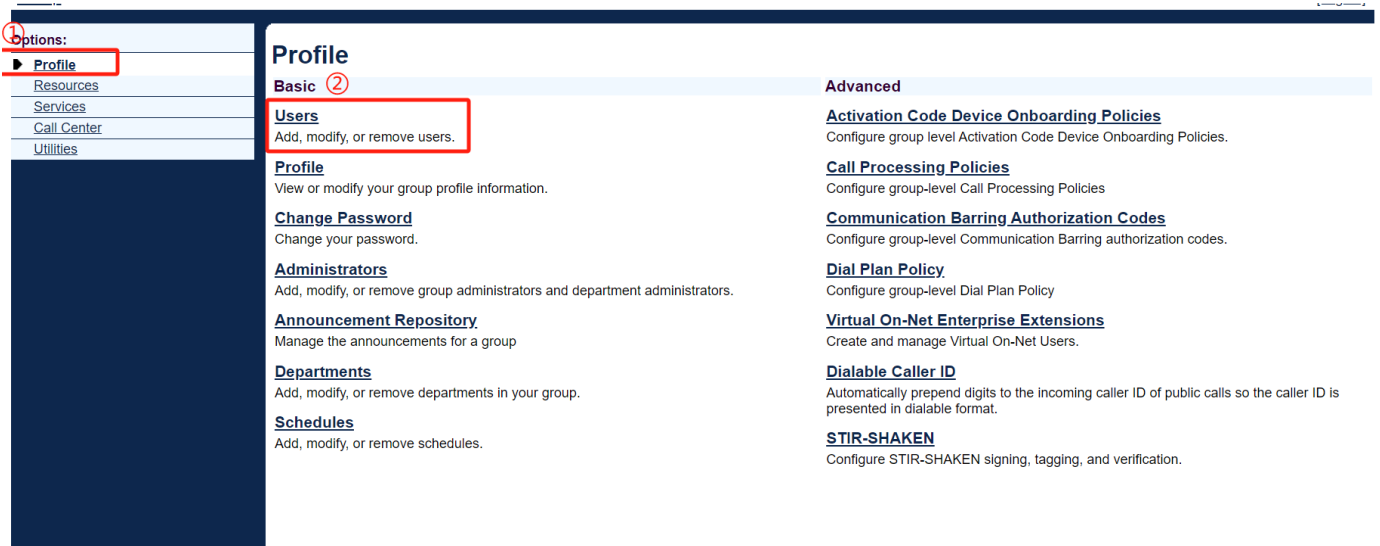 ①
Options:
Profile
Resources
Services
Call Center
Utilities
Profile
Basic ②
Users
Add, modify, or remove users.
Profile
View or modify your group profile information.
Change Password
Change your password.
Administrators
Add, modify, or remove group administrators and department administrators.
Announcement Repository
Manage the announcements for a group
Departments
Add, modify, or remove departments in your group.
Schedules
Add, modify, or remove schedules.
Advanced
Activation Code Device Onboarding Policies
Configure group level Activation Code Device Onboarding Policies.
Call Processing Policies
Configure group-level Call Processing Policies
Communication Barring Authorization Codes
Configure group-level Communication Barring authorization codes.
Dial Plan Policy
Configure group-level Dial Plan Policy
Virtual On-Net Enterprise Extensions
Create and manage Virtual On-Net Users.
Dialable Caller ID
Automatically prepend digits to the incoming caller ID of public calls so the caller ID is
presented in dialable format.
STIR-SHAKEN
Configure STIR-SHAKEN signing, tagging, and verification.